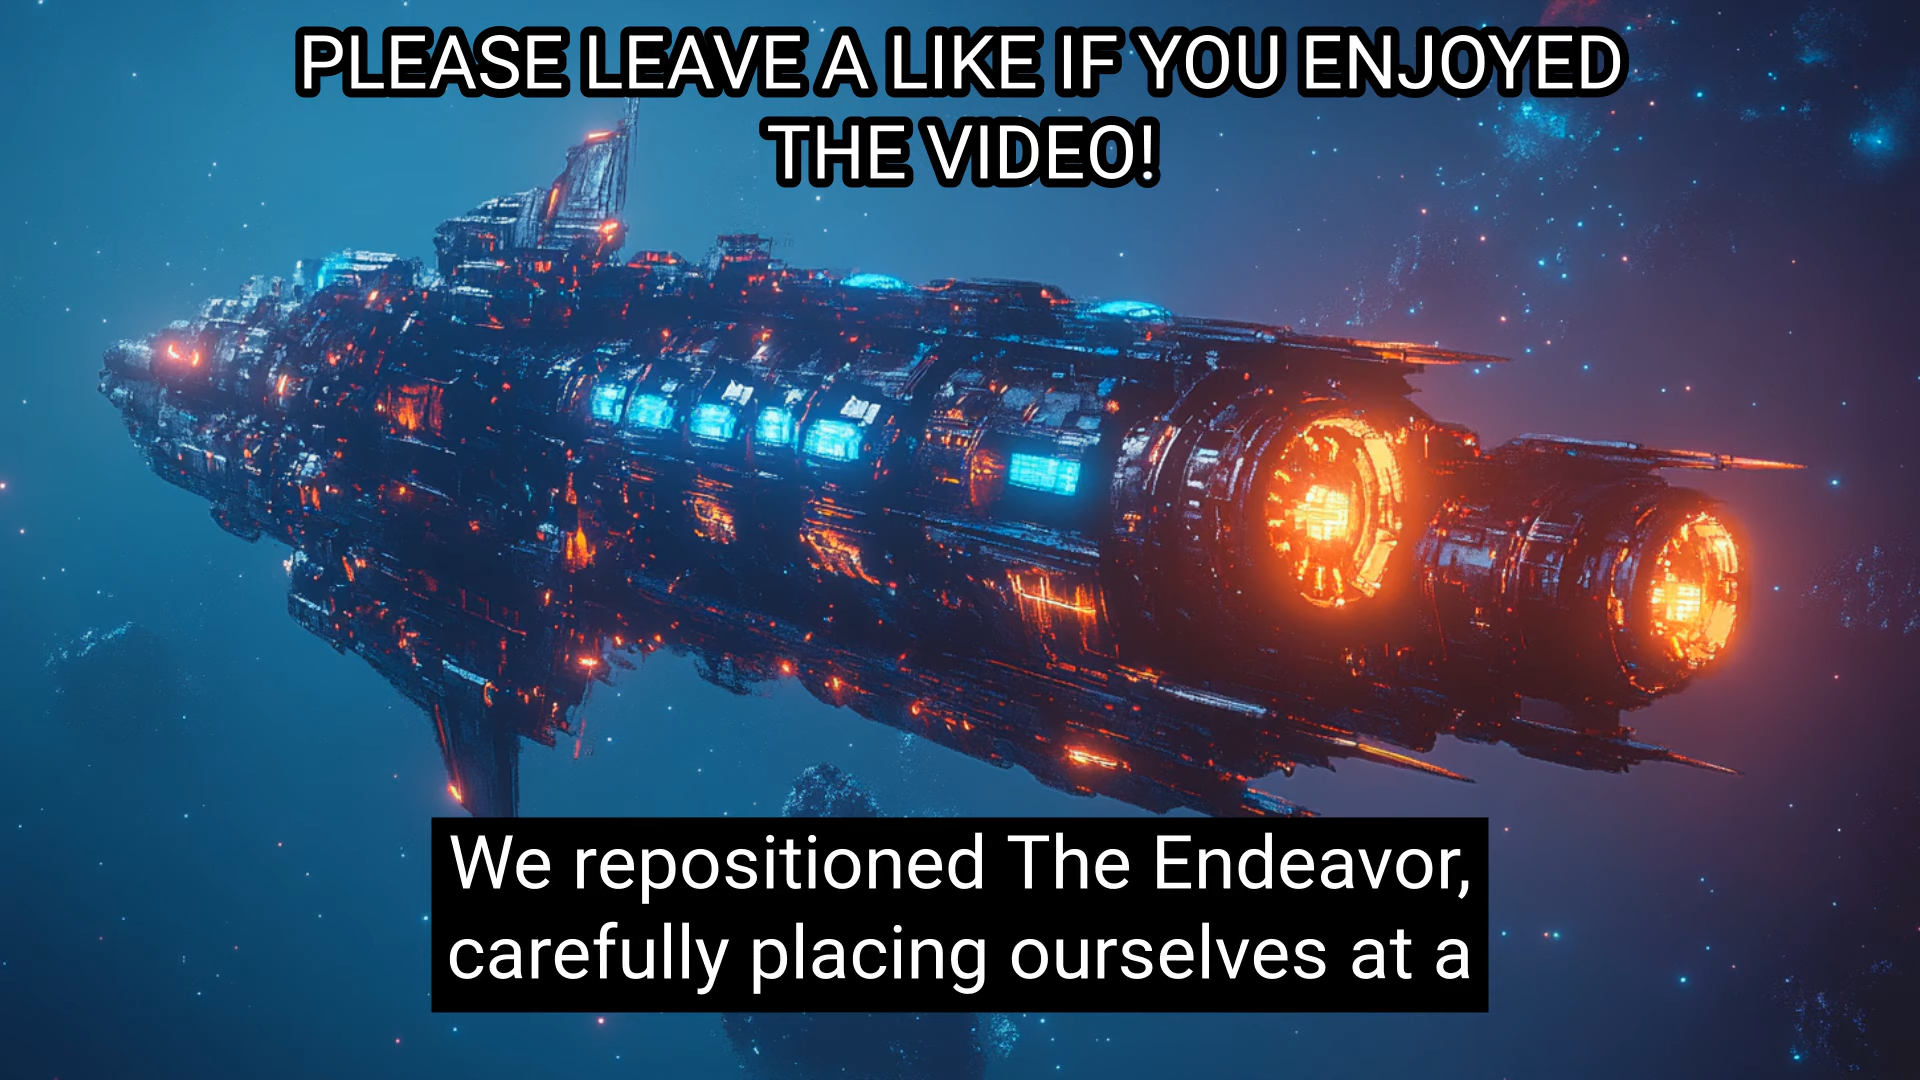 PLEASE LEAVE A LIKE IF YOU ENJOYED
THE VIDEO!
We repositioned The Endeavor,
carefully placing ourselves at a